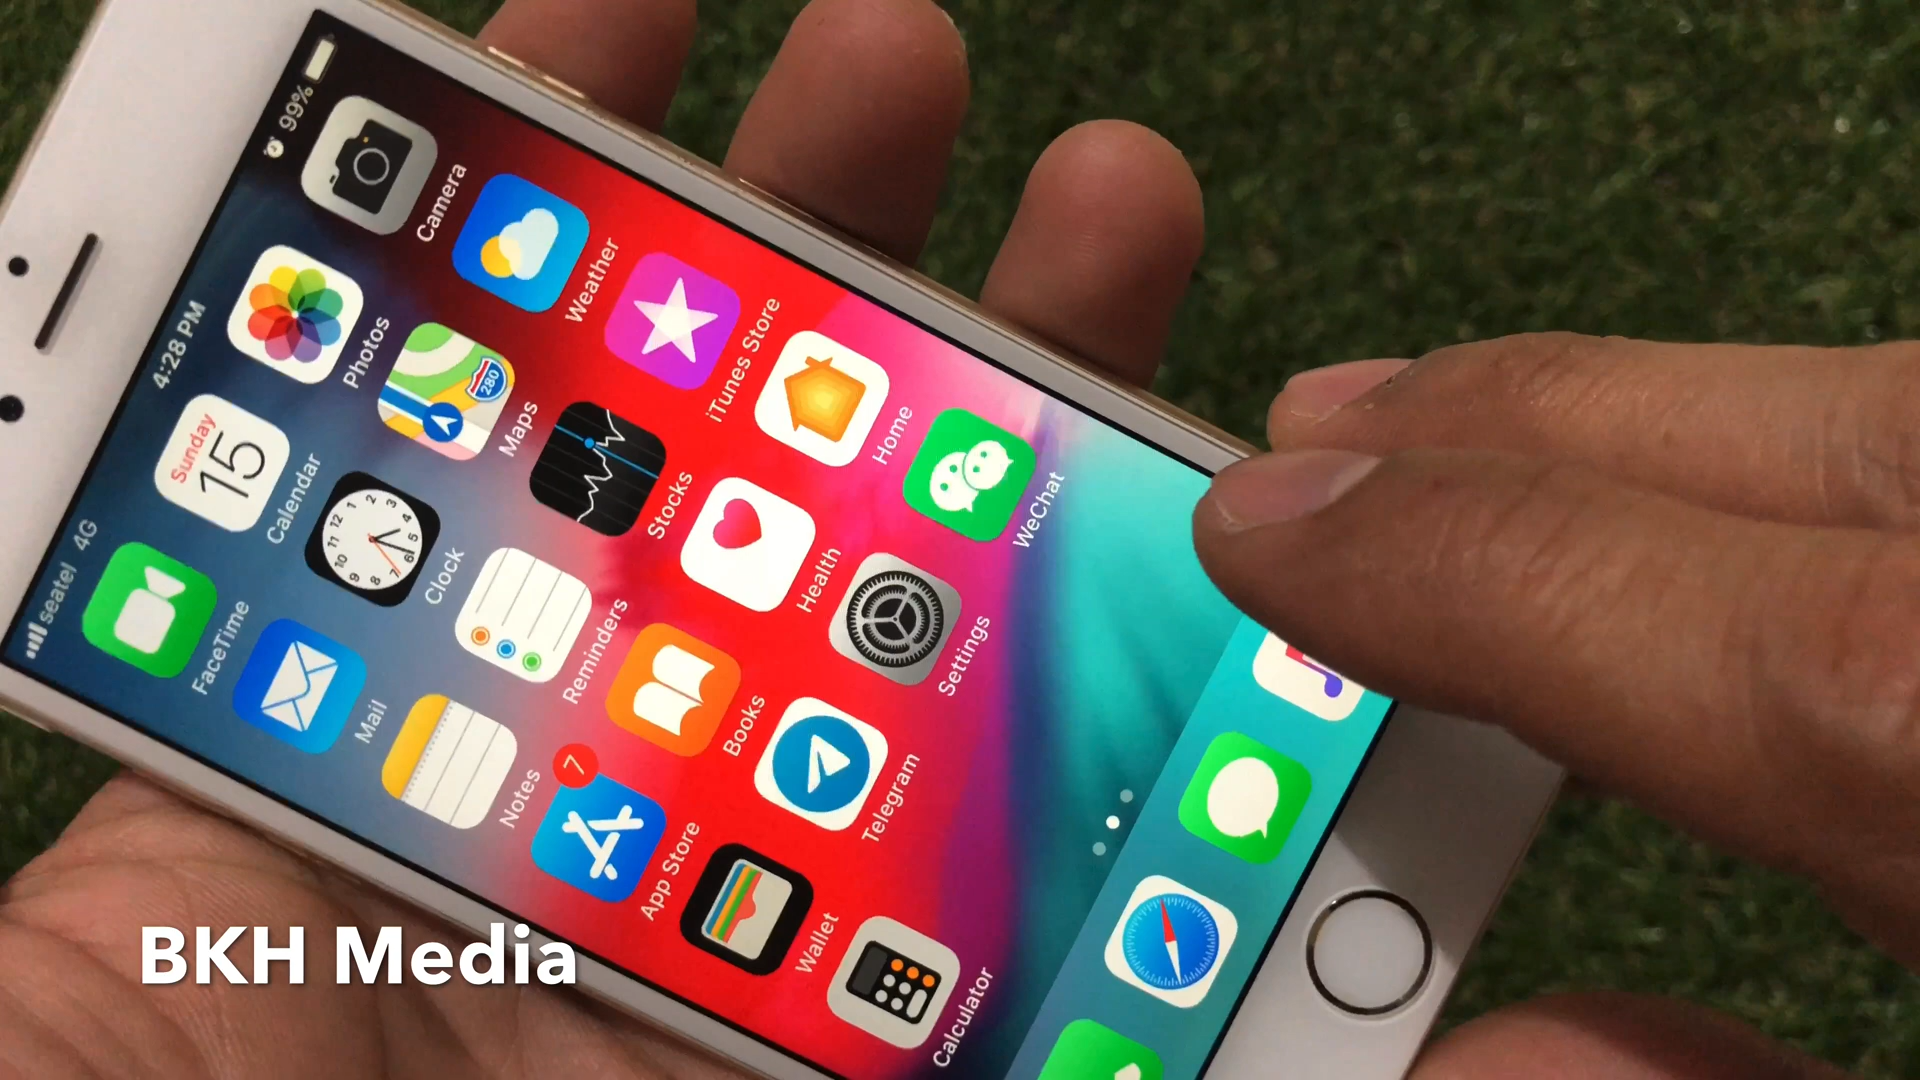 seatel 4G 4:28 PM 99%
FaceTime
Sunday
15
Calendar
Photos
Camera
Mail
12 1 2 3 4 5 6 7 8 9 10 11
Clock
280
Maps
Weather
Notes
Reminders
Stocks
iTunes Store
7
App Store
Books
Health
Home
Wallet
Telegram
Settings
WeChat
Calculator
BKH Media